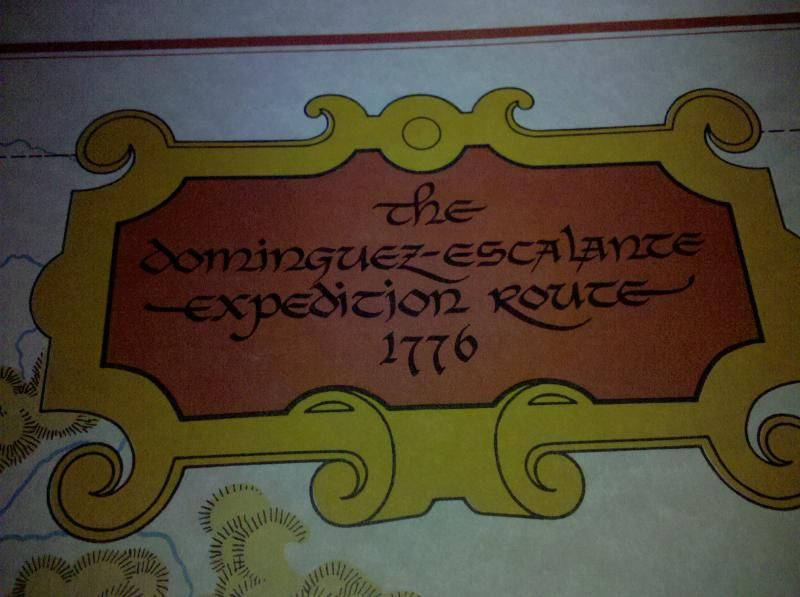 the
dominguez-escalante
expedition route
1776